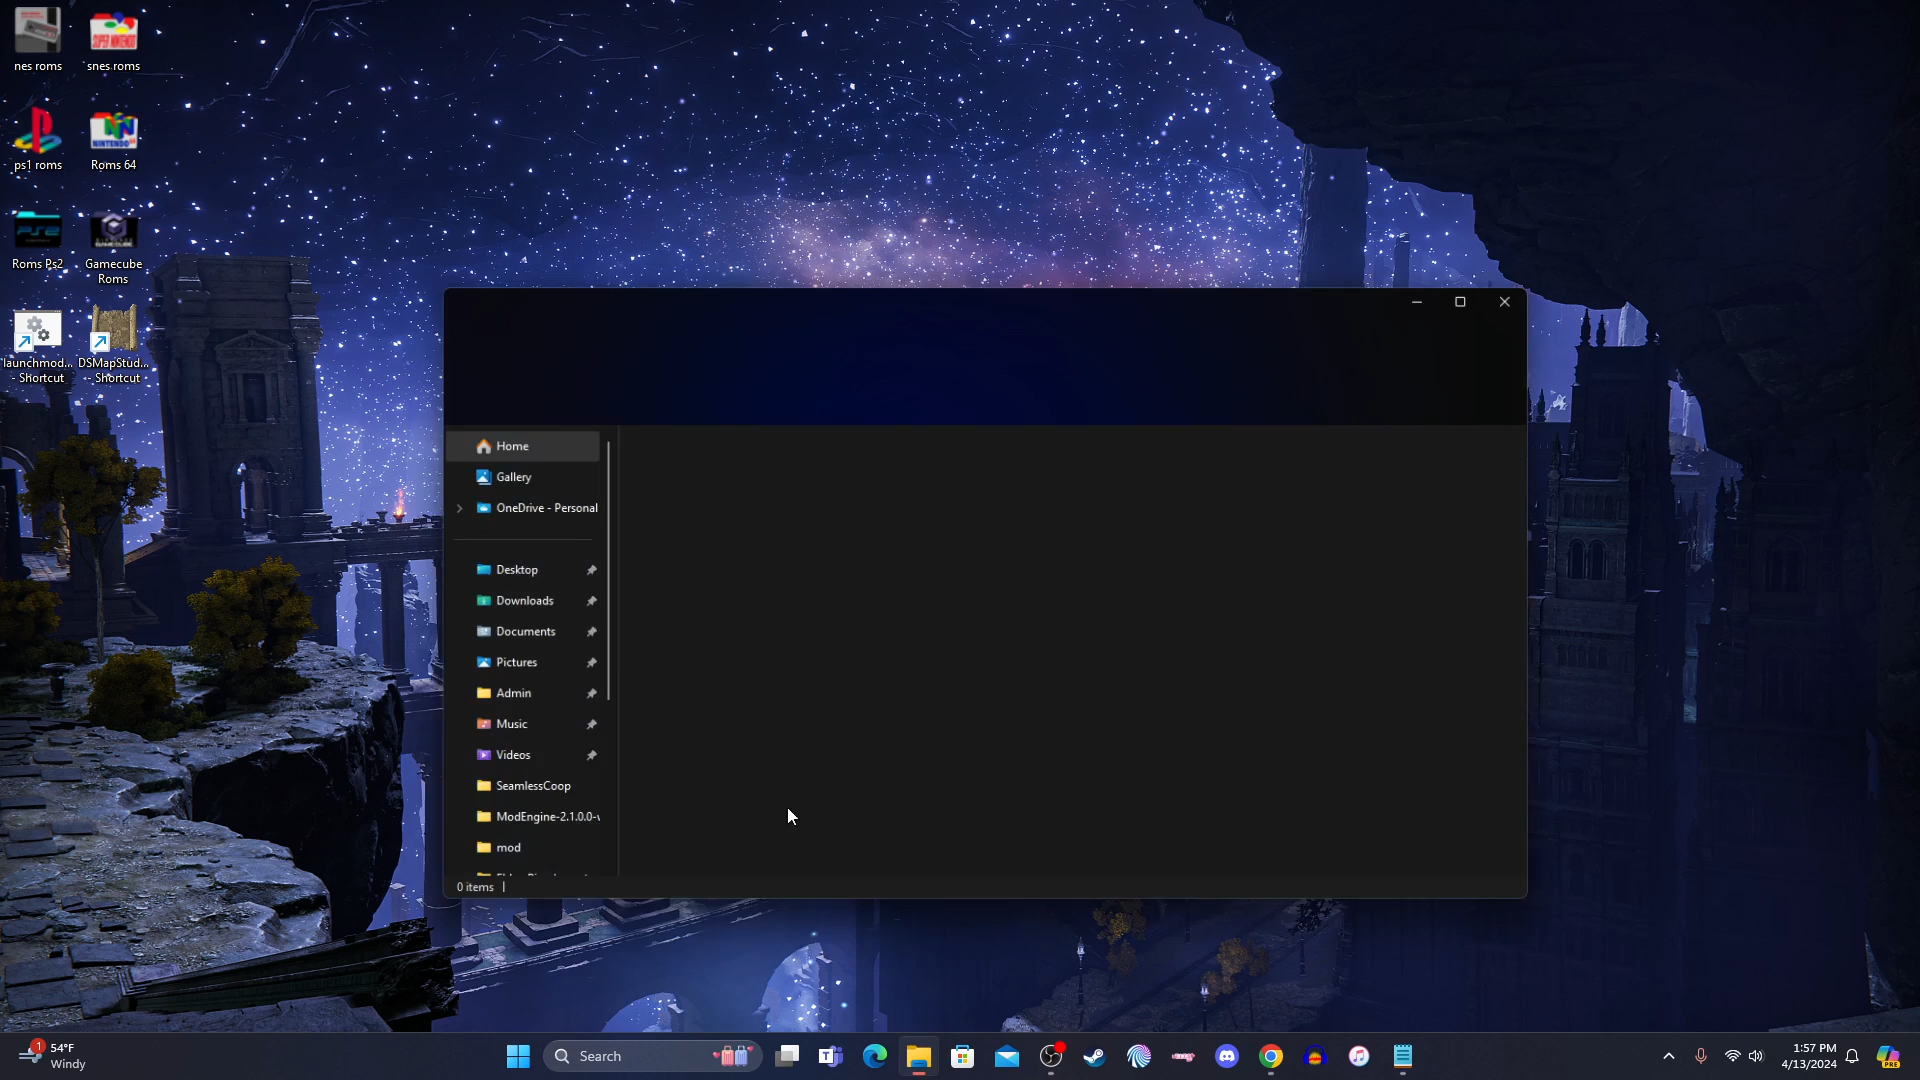 nes roms
snes roms
ps1 roms
Roms 64
Roms Ps2
Gamecube
Roms
launchmod...
- Shortcut
DSMapStud...
- Shortcut
Home
Gallery
OneDrive - Personal
Desktop
Downloads
Documents
Pictures
Admin
Music
Videos
SeamlessCoop
ModEngine-2.1.0.0-
mod
0 items
1
54°F
Windy
Search
1:57 PM
4/13/2024
PRE